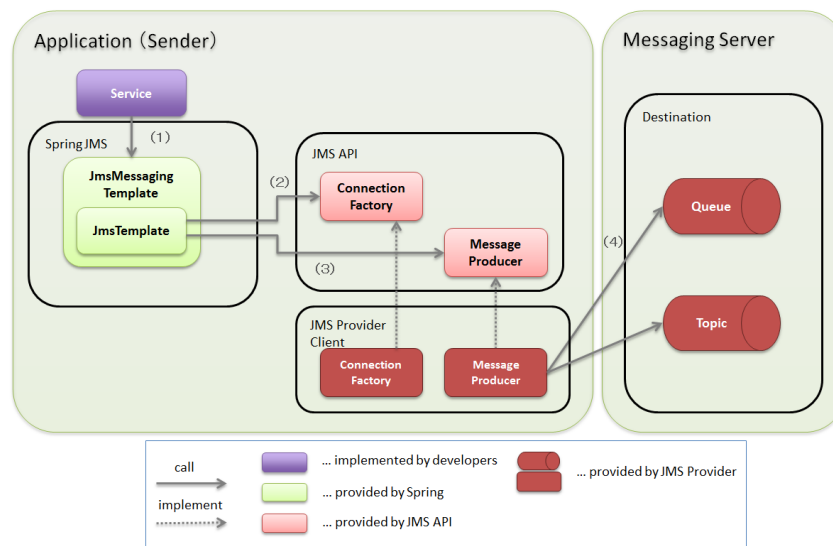 Application（Sender）
Messaging Server
Service
(1)
Spring JMS
JmsMessaging
Template
JmsTemplate
(2)
(3)
JMS API
Connection
Factory
Message
Producer
JMS Provider
Client
Connection
Factory
Message
Producer
(4)
Destination
Queue
Topic
call
implement
... implemented by developers
... provided by Spring
... provided by JMS API
... provided by JMS Provider